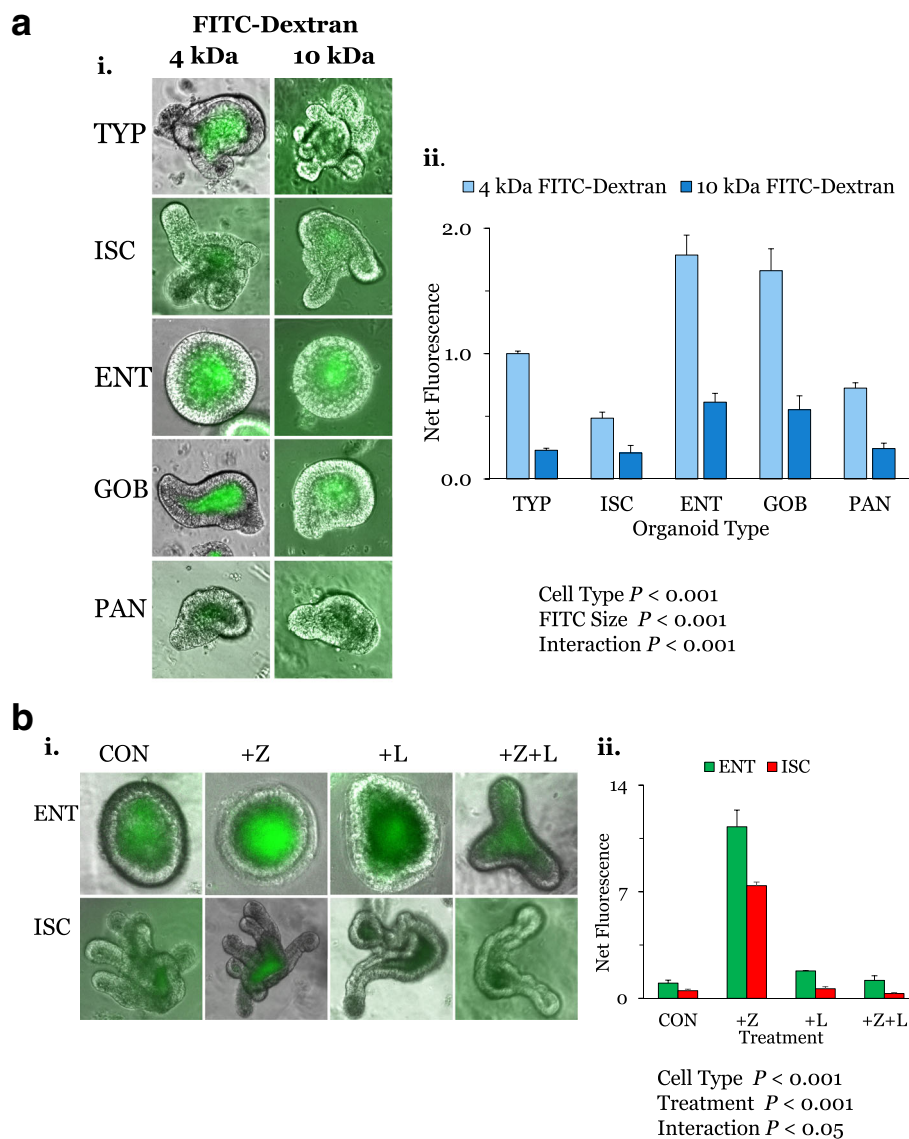 a
FITC-Dextran
4 kDa 10 kDa
i.
TYP
ISC
ENT
GOB
PAN
ii.
4 kDa FITC-Dextran 10 kDa FITC-Dextran
2.0
1.0
0.0
Net Fluorescence
TYP ISC ENT GOB PAN
Organoid Type
Cell Type P < 0.001
FITC Size P < 0.001
Interaction P < 0.001
b
i.
CON +Z +L +Z+L
ENT
ISC
ii.
ENT ISC
14
7
0
Net Fluorescence
CON +Z +L +Z+L
Treatment
Cell Type P < 0.001
Treatment P < 0.001
Interaction P < 0.05